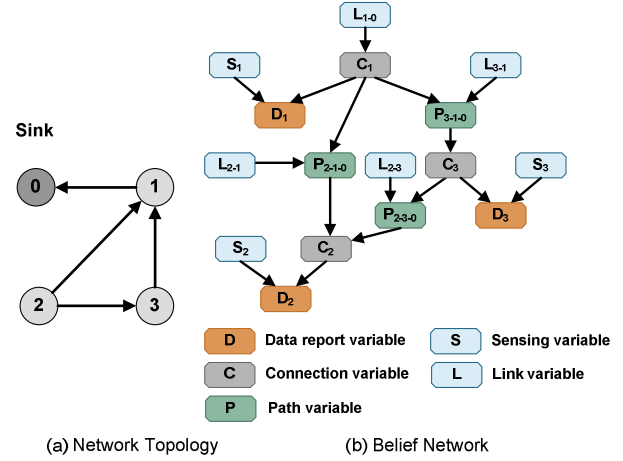 L1-0
S1
C1
L3-1
D1
P3-1-0
Sink
L2-1
P2-1-0
L2-3
C3
S3
0
1
P2-3-0
D3
S2
C2
2
3
D2
D Data report variable
S Sensing variable
C Connection variable
L Link variable
P Path variable
(a) Network Topology
(b) Belief Network